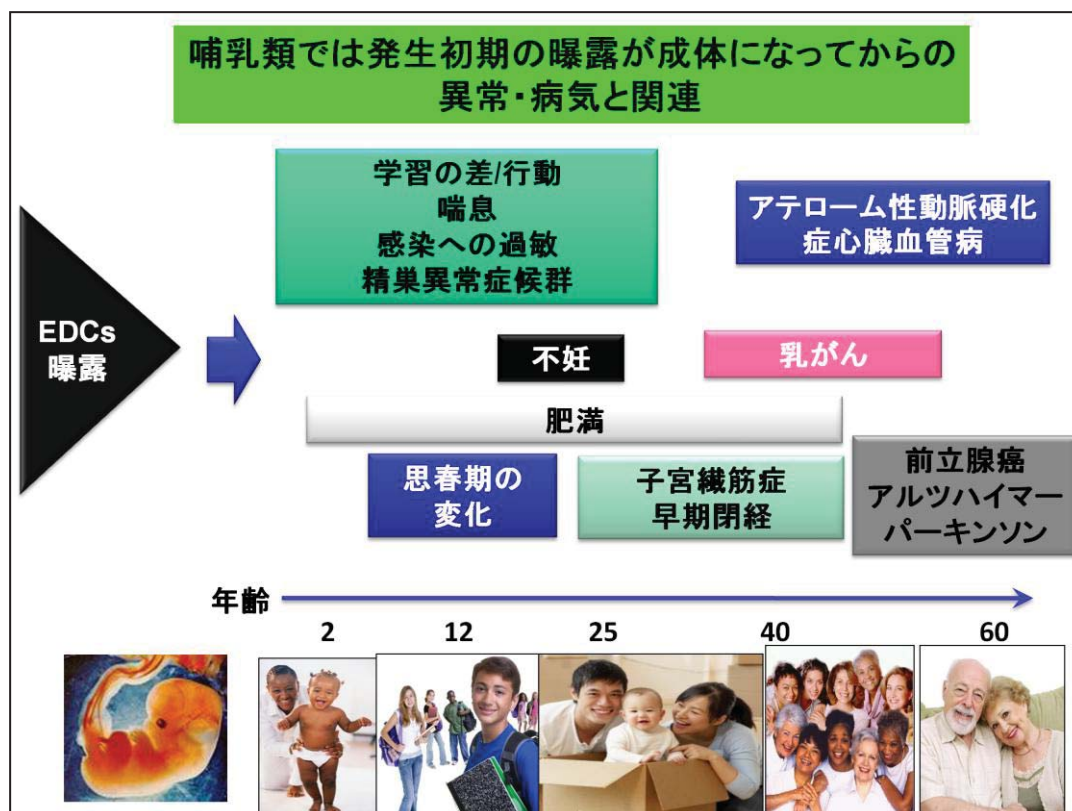 哺乳類では発生初期の曝露が成体になってからの
異常・病気と関連
学習の差/行動
喘息
感染への過敏
精巣異常症候群
アテローム性動脈硬化
症心臓血管病
EDCs
曝露
不妊
乳がん
肥満
思春期の
変化
子宮繊筋症
早期閉経
前立腺癌
アルツハイマー
パーキンソン
年齢
2
12
25
40
60